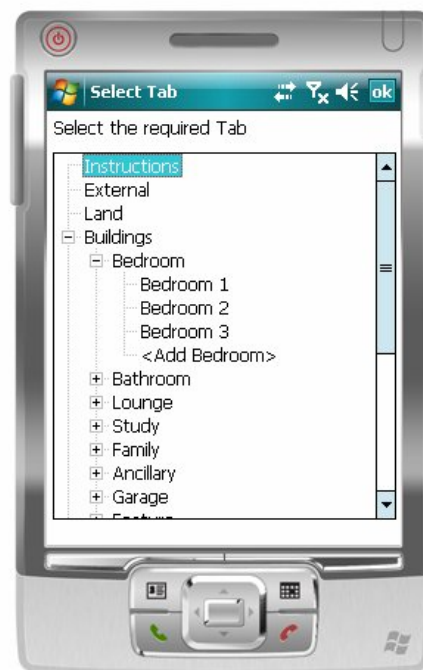 Select Tab
ok
Select the required Tab
Instructions
External
Land
Buildings
Bedroom
Bedroom 1
Bedroom 2
Bedroom 3
<Add Bedroom>
Bathroom
Lounge
Study
Family
Ancillary
Garage